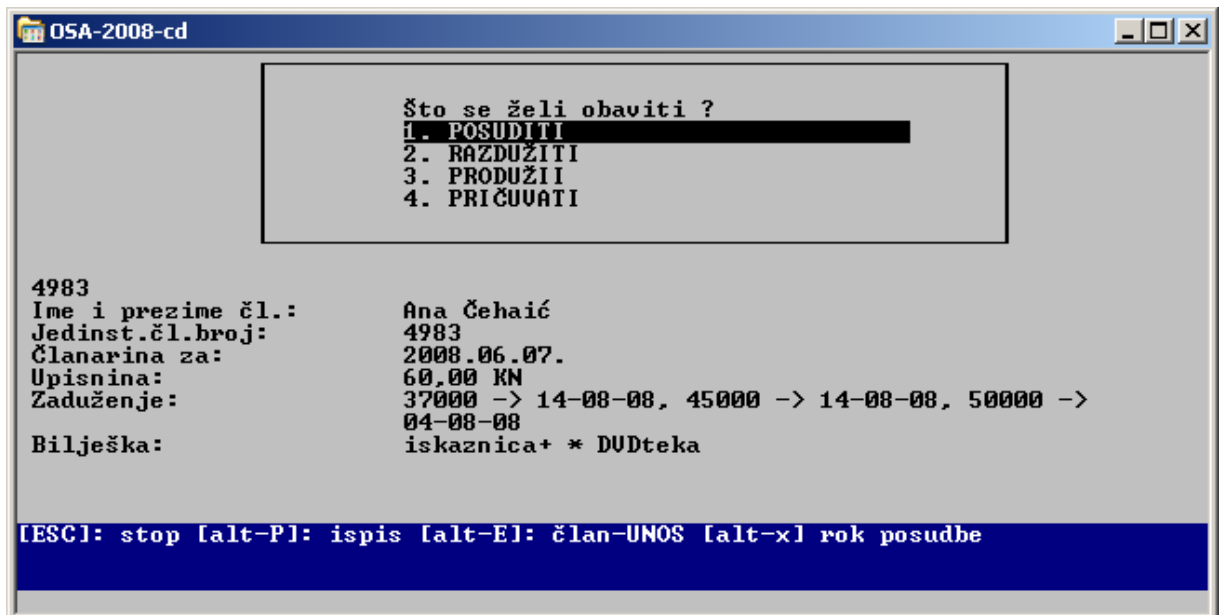 OSA-2008-cd
Što se želi obaviti ?
1. POSUDITI
2. RAZDUŽITI
3. PRODUŽII
4. PRIČUVATI
4983
Ime i prezime čl.: Ana Čehaić
Jedinst.čl.broj: 4983
Članarina za: 2008.06.07.
Upisnina: 60,00 KN
Zaduženje: 37000 -> 14-08-08, 45000 -> 14-08-08, 50000 ->
04-08-08
Bilješka: iskaznica+ * DVDteka
[ESC]: stop [alt-P]: ispis [alt-E]: član-UNOS [alt-x] rok posudbe